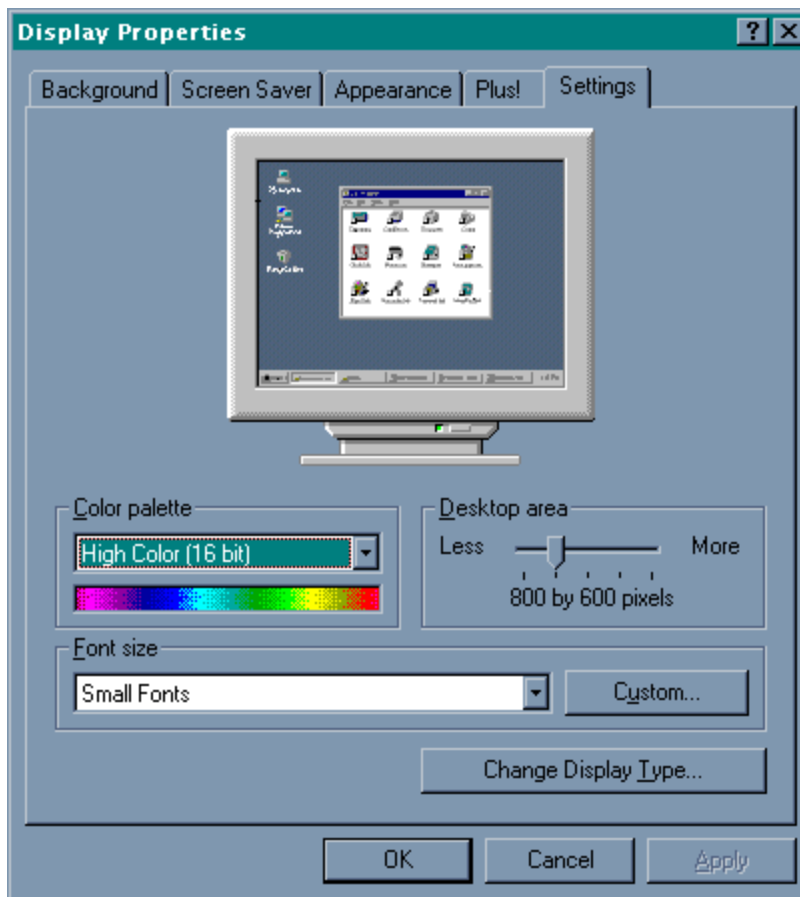 Display Properties
Background Screen Saver Appearance Plus! Settings
Color palette
High Color (16 bit)
Desktop area
Less More
800 by 600 pixels
Font size
Small Fonts
Custom...
Change Display Type...
OK Cancel Apply